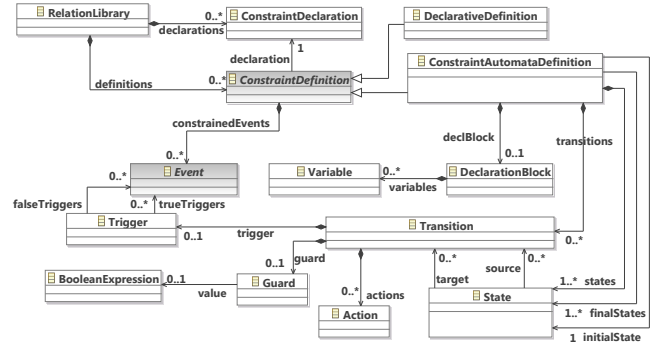 RelationLibrary
0..*
ConstraintDeclaration
DeclarativeDefinition
declarations
1
declaration
definitions
0..*
ConstraintDefinition
ConstraintAutomataDefinition
constrainedEvents
declBlock
transitions
0..*
0..1
0..*
Event
Variable
0..*
DeclarationBlock
variables
falseTriggers
0..*
trueTriggers
Trigger
0..1
trigger
Transition
0..*
guard
0..*
0..*
source
0..1
target
BooleanExpression
0..1
value
Guard
0..*
actions
State
1..*
states
Action
1..*
finalStates
1
initialState